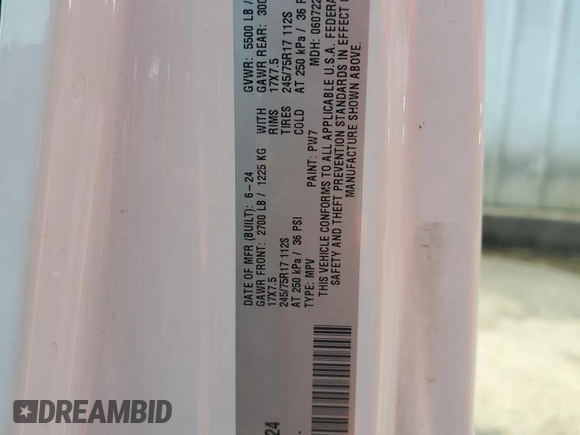 DATE OF MFR (BUILT): 6-24 GVWR: 5500 LB /
GAWR FRONT: 2700 LB / 1225 KG WITH GAWR REAR: 300
17X7.5 RIMS 17X7.5
245/75R17 112S TIRES 245/75R17 112S
AT 250 kPa / 36 PSI COLD AT 250 kPa / 36 P
TYPE: MPV PAINT: PW7 MDH: 060722
THIS VEHICLE CONFORMS TO ALL APPLICABLE U.S.A. FEDERA
SAFETY AND THEFT PREVENTION STANDARDS IN EFFECT
MANUFACTURE SHOWN ABOVE.
24
DREAMBID